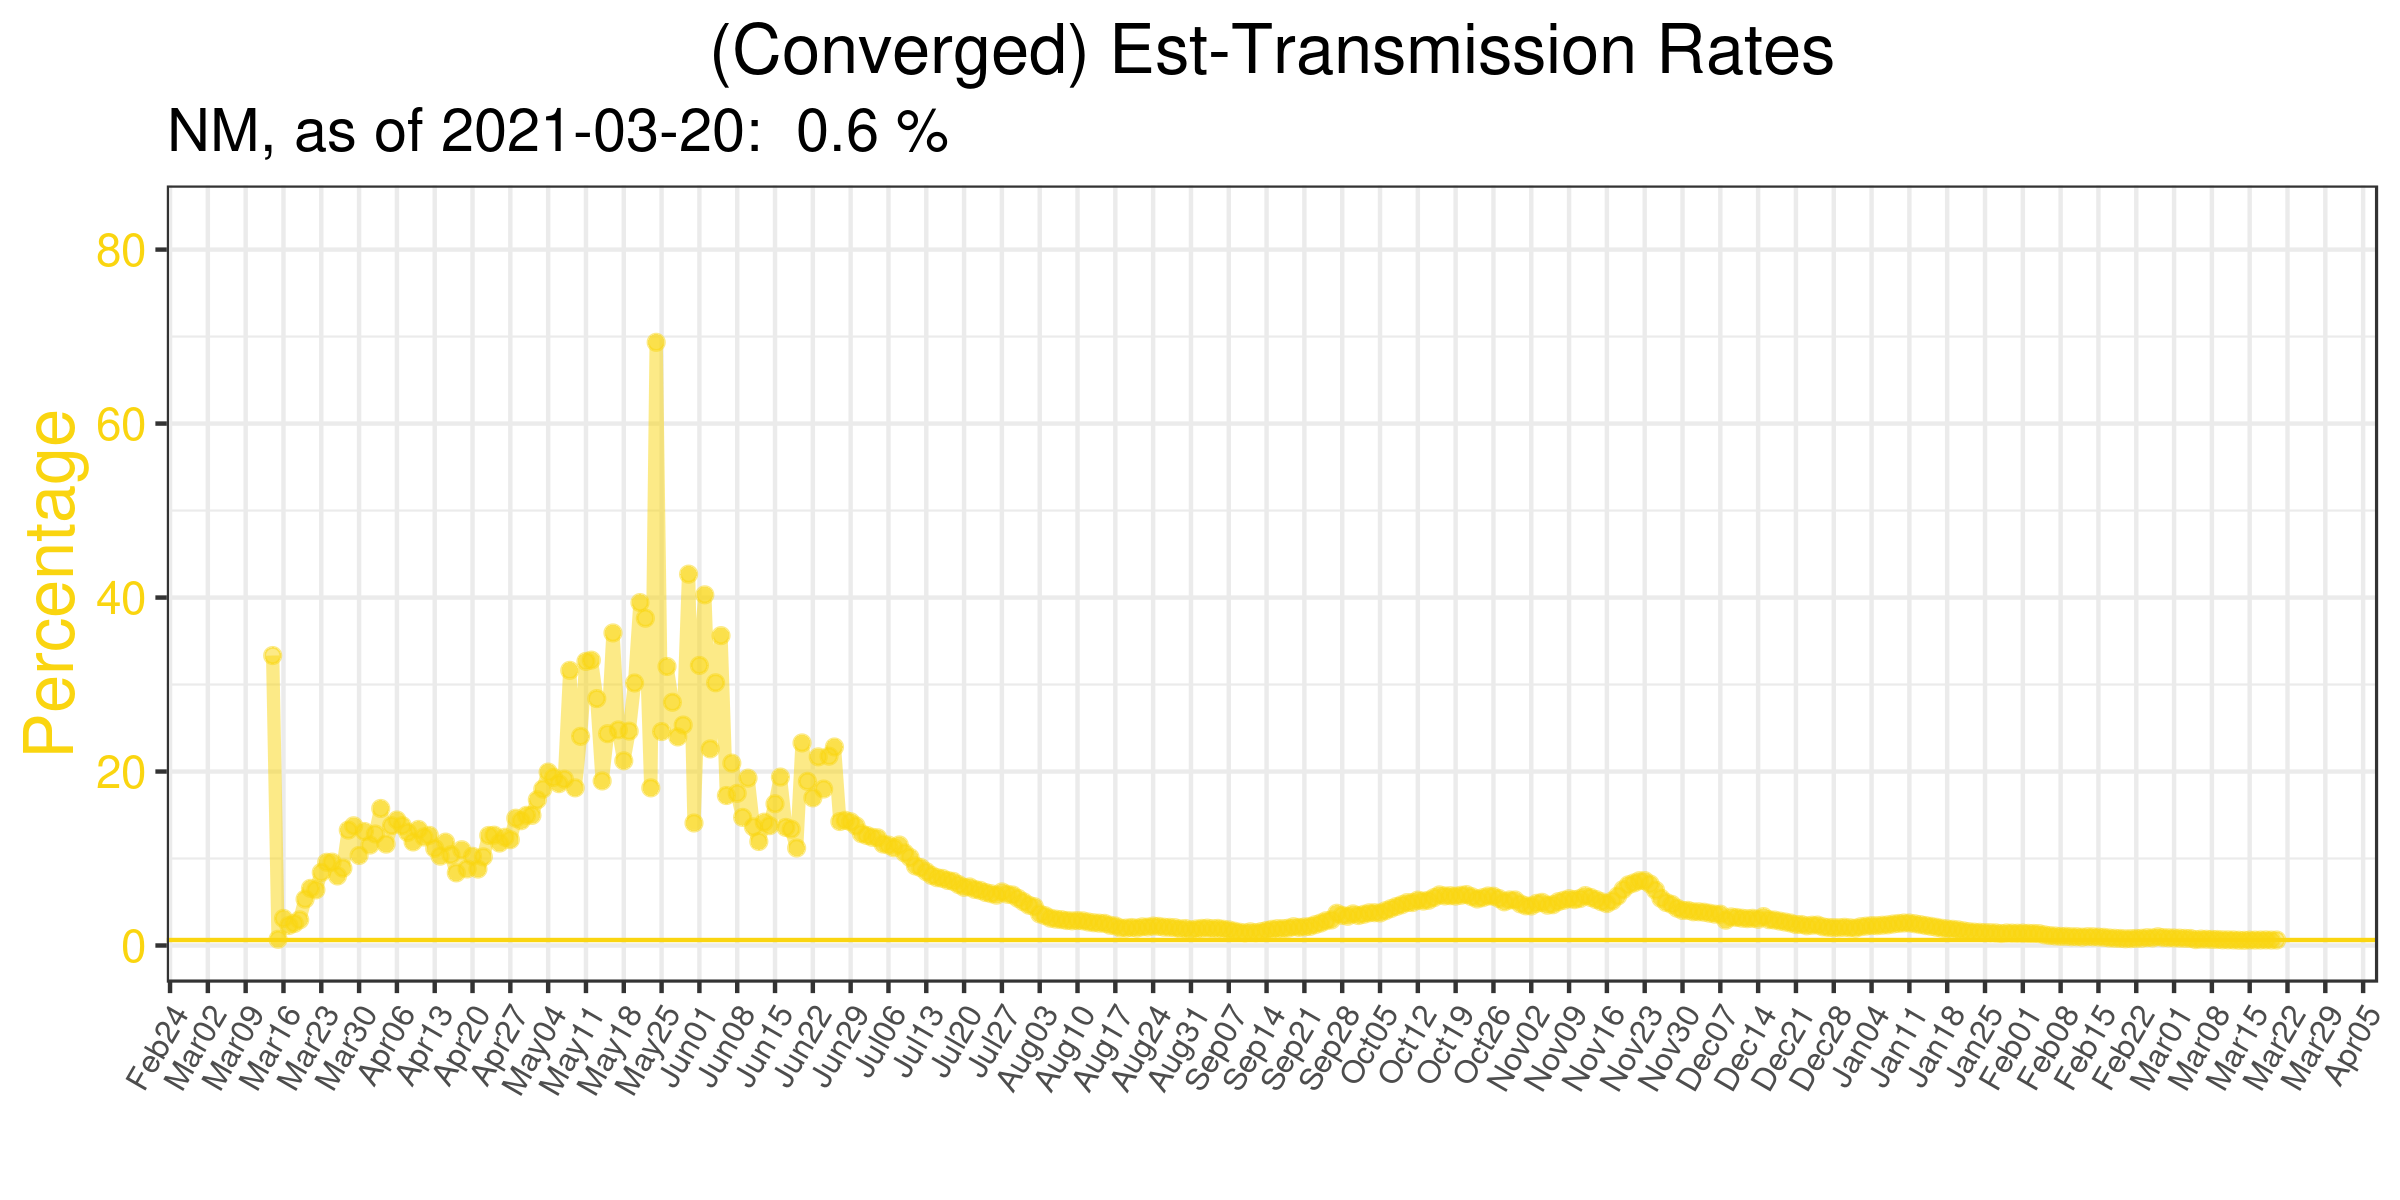 (Converged) Est-Transmission Rates
NM, as of 2021-03-20:  0.6 %
Percentage
80
60
40
20
0
Feb24
Mar02
Mar09
Mar16
Mar23
Mar30
Apr06
Apr13
Apr20
Apr27
May04
May11
May18
May25
Jun01
Jun08
Jun15
Jun22
Jun29
Jul06
Jul13
Jul20
Jul27
Aug03
Aug10
Aug17
Aug24
Aug31
Sep07
Sep14
Sep21
Sep28
Oct05
Oct12
Oct19
Oct26
Nov02
Nov09
Nov16
Nov23
Nov30
Dec07
Dec14
Dec21
Dec28
Jan04
Jan11
Jan18
Jan25
Feb01
Feb08
Feb15
Feb22
Mar01
Mar08
Mar15
Mar22
Mar29
Apr05